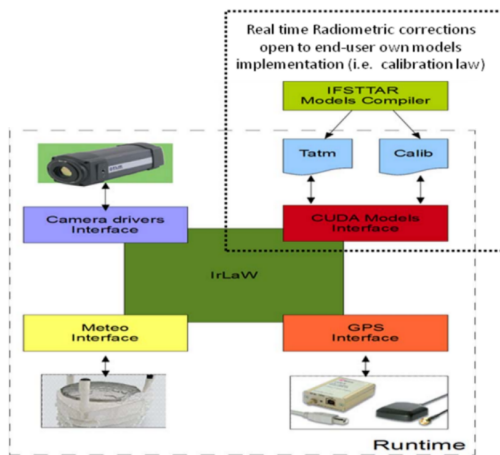 Real time Radiometric corrections
open to end-user own models
implementation (i.e. calibration law)
IFSTTAR
Models Compiler
Tatm
Calib
Camera drivers
Interface
CUDA Models
Interface
IrLaW
Meteo
Interface
GPS
Interface
Runtime